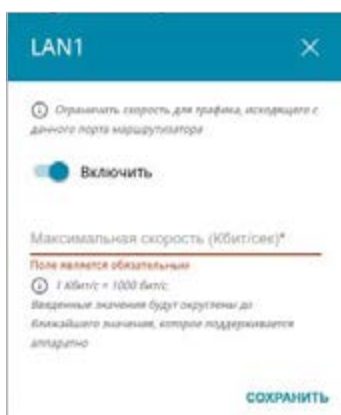 LAN1
Ограничить скорость для трафика, исходящего с
данного порта маршрутизатора
Включить
Максимальная скорость (Кбит/сек)*
Поле является обязательным
1 Кбит/с = 1000 бит/с
Введенные значения будут округлены до
ближайшего значения, которое поддерживается
аппаратно
СОХРАНИТЬ